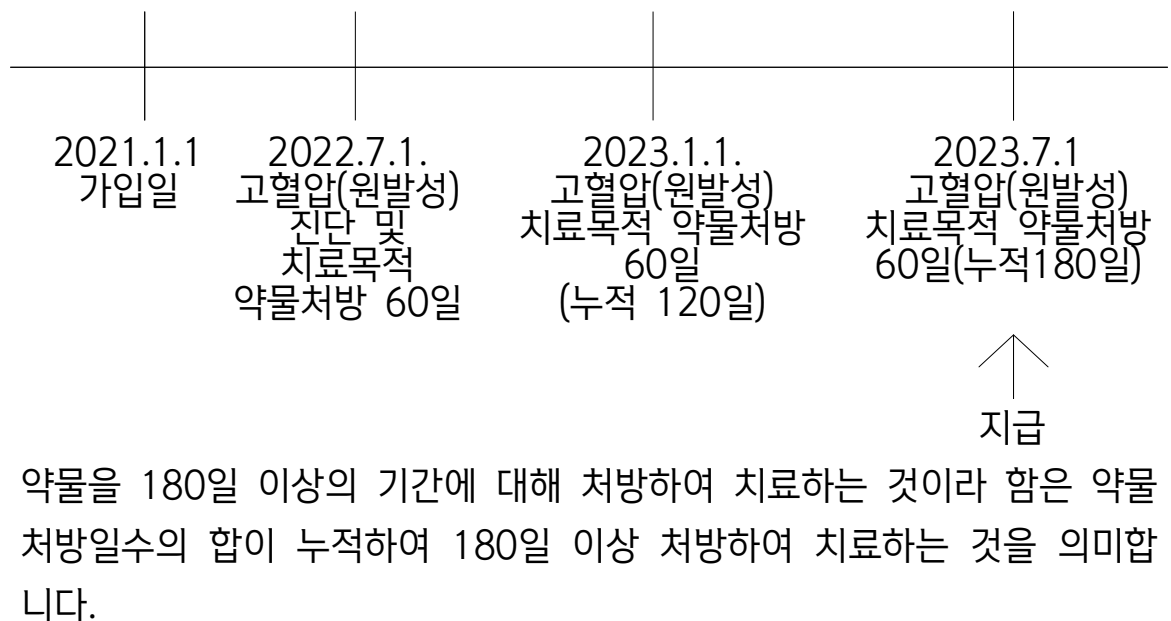 2021.1.1
가입일
2022.7.1.
고혈압(원발성)
진단 및
치료목적
약물처방 60일
2023.1.1.
고혈압(원발성)
치료목적 약물처방
60일
(누적 120일)
2023.7.1
고혈압(원발성)
치료목적 약물처방
60일(누적180일)
지급
약물을 180일 이상의 기간에 대해 처방하여 치료하는 것이라 함은 약물
처방일수의 합이 누적하여 180일 이상 처방하여 치료하는 것을 의미합
니다.